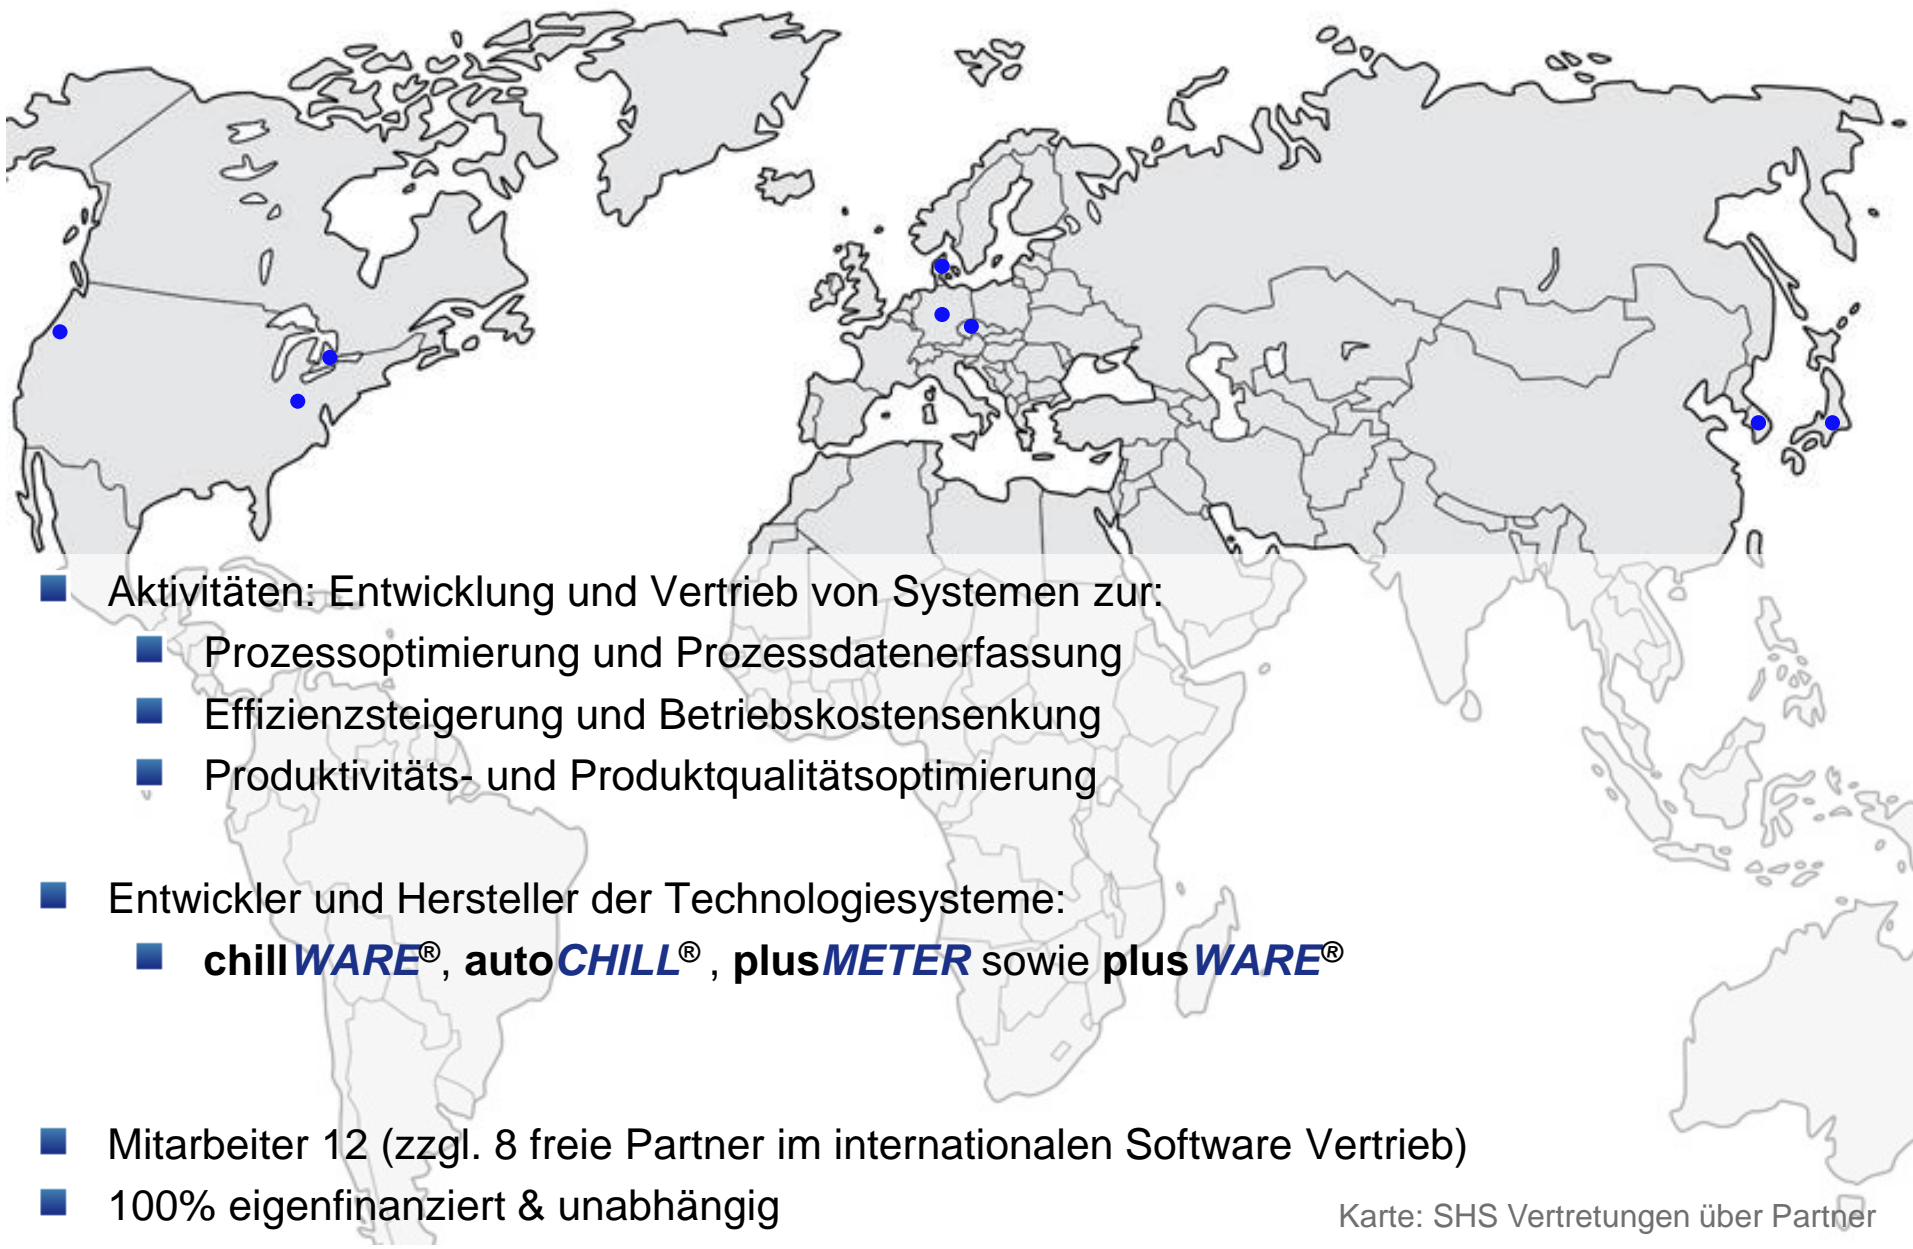 Aktivitäten: Entwicklung und Vertrieb von Systemen zur:
Prozessoptimierung und Prozessdatenerfassung
Effizienzsteigerung und Betriebskostensenkung
Produktivitäts- und Produktqualitätsoptimierung
Entwickler und Hersteller der Technologiesysteme:
chillWARE®, autoCHILL® , plusMETER sowie plusWARE®
Mitarbeiter 12 (zzgl. 8 freie Partner im internationalen Software Vertrieb)
100% eigenfinanziert & unabhängig
Karte: SHS Vertretungen über Partner